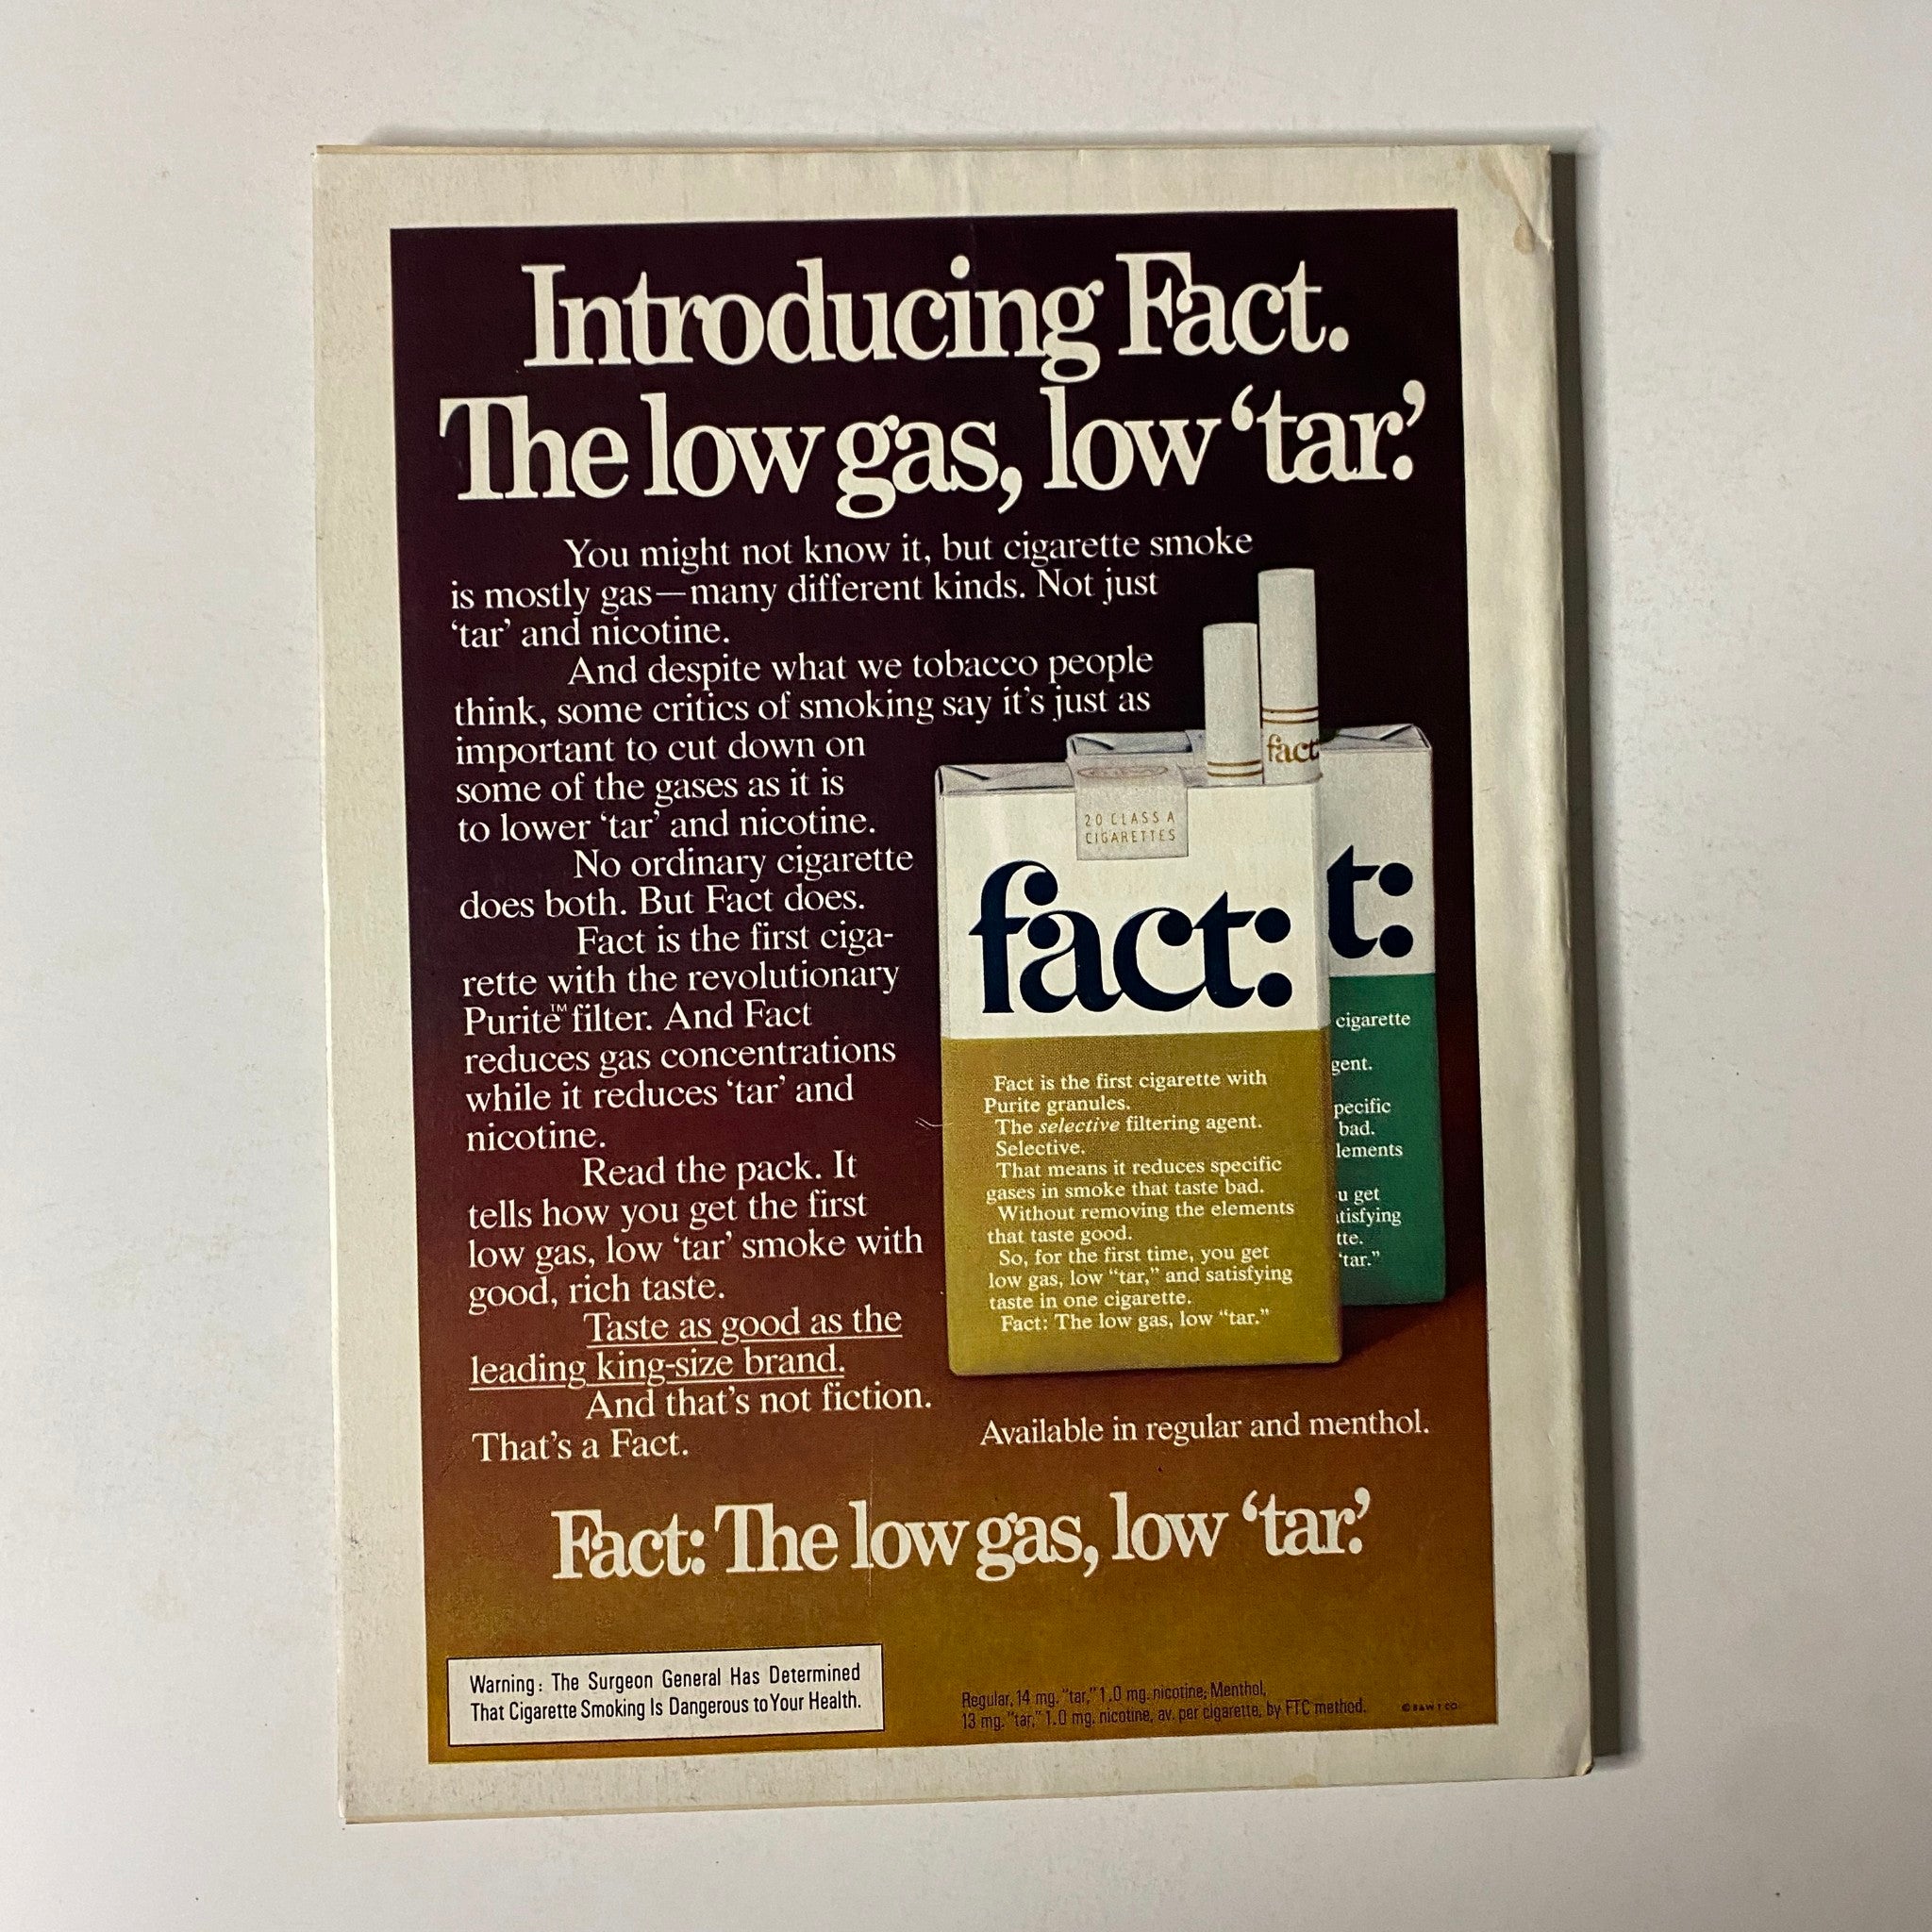 Introducing Fact.
The low gas, low ‘tar.’
You might not know it, but cigarette smoke
is mostly gas—many different kinds. Not just
‘tar’ and nicotine.
And despite what we tobacco people
think, some critics of smoking say it’s just as
important to cut down on
some of the gases as it is
to lower ‘tar’ and nicotine.
No ordinary cigarette
does both. But Fact does.
Fact is the first ciga-
rette with the revolutionary
Purite™ filter. And Fact
reduces gas concentrations
while it reduces ‘tar’ and
nicotine.
Read the pack. It
tells how you get the first
low gas, low ‘tar’ smoke with
good, rich taste.
Taste as good as the
leading king-size brand.
And that’s not fiction.
That’s a Fact.
fact:
20 CLASS A
CIGARETTES
fact:
Fact is the first cigarette with
Purite granules.
The selective filtering agent.
Selective.
That means it reduces specific
gases in smoke that taste bad.
Without removing the elements
that taste good.
So, for the first time, you get
low gas, low “tar,” and satisfying
taste in one cigarette.
Fact: The low gas, low “tar.”
t:
cigarette
gent.
pecific
bad.
lements
u get
tisfying
tte.
“tar.”
Available in regular and menthol.
Fact: The low gas, low ‘tar.’
Warning: The Surgeon General Has Determined
That Cigarette Smoking Is Dangerous to Your Health.
Regular, 14 mg. “tar,” 1.0 mg. nicotine; Menthol,
13 mg. “tar,” 1.0 mg. nicotine, av. per cigarette, by FTC method.
© B&W T CO.